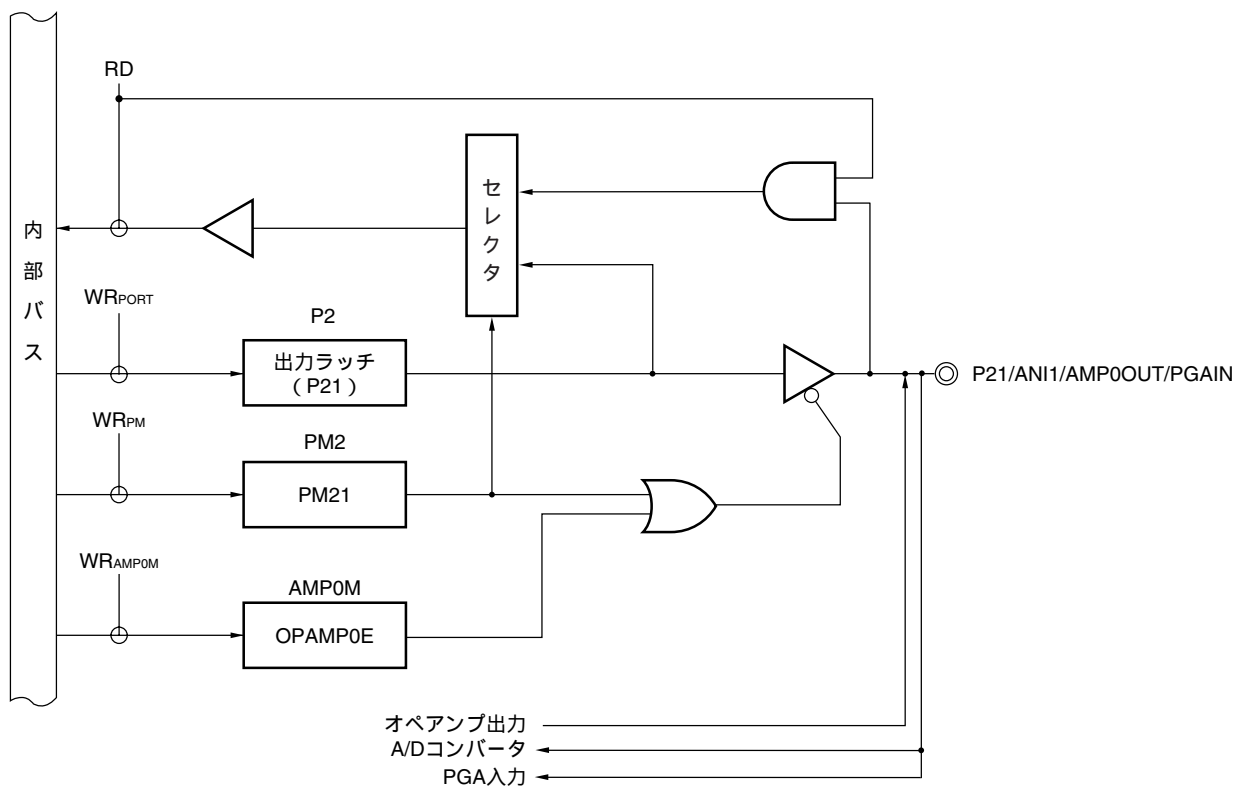 RD
セレクタ
内部バス
WRPORT
P2
出力ラッチ
（P21）
P21/ANI1/AMP0OUT/PGAIN
WRPM
PM2
PM21
WRAMP0M
AMP0M
OPAMP0E
オペアンプ出力
A/Dコンバータ
PGA入力